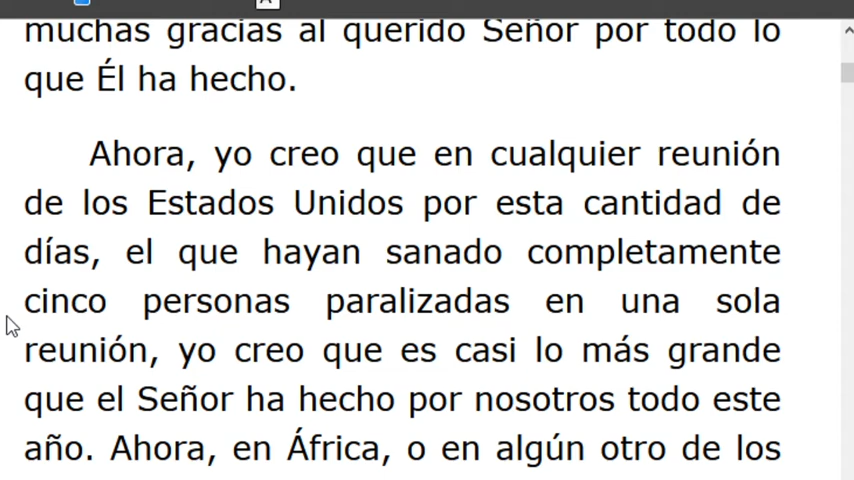 muchas gracias al querido Señor por todo lo
que Él ha hecho.
Ahora, yo creo que en cualquier reunión
de los Estados Unidos por esta cantidad de
días, el que hayan sanado completamente
cinco personas paralizadas en una sola
reunión, yo creo que es casi lo más grande
que el Señor ha hecho por nosotros todo este
año. Ahora, en África, o en algún otro de los